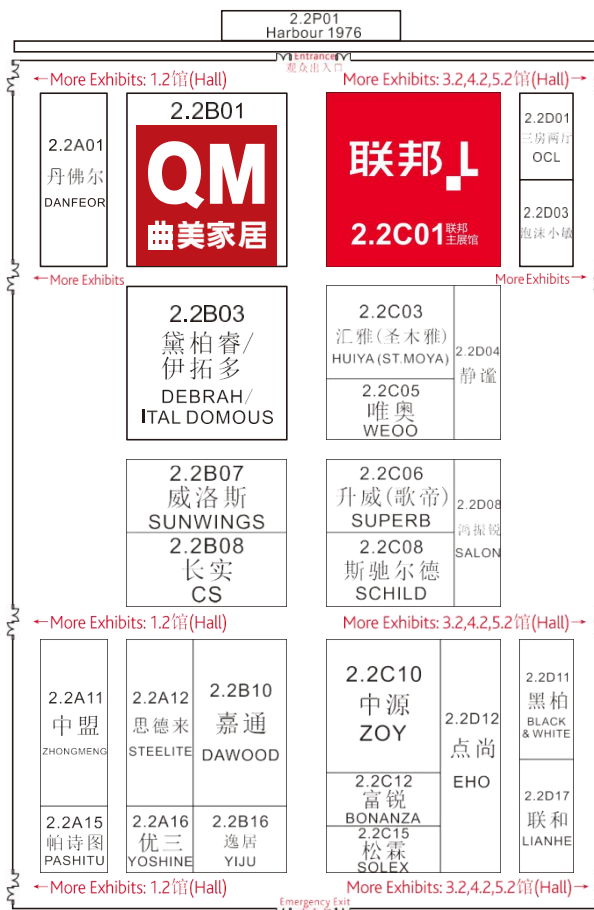 2.2P01
Harbour 1976
Entrance
观众出入口
←More Exhibits: 1.2馆(Hall)
More Exhibits: 3.2,4.2,5.2馆(Hall)→
2.2A01
丹佛尔
DANFEOR
2.2B01
QM
曲美家居
联邦
2.2C01 联邦
主展馆
2.2D01
三房两厅
OCL
2.2D03
泡沫小敏
←More Exhibits
More Exhibits→
2.2B03
黛柏睿/
伊拓多
DEBRAH/
ITAL DOMOUS
2.2C03
汇雅(圣木雅)
HUIYA (ST.MOYA)
2.2C05
唯奥
WEOO
2.2D04
静谧
2.2B07
威洛斯
SUNWINGS
2.2B08
长实
CS
2.2C06
升威(歌帝)
SUPERB
2.2C08
斯驰尔德
SCHILD
2.2D08
鸿振锐
SALON
←More Exhibits: 1.2馆(Hall)
More Exhibits: 3.2,4.2,5.2馆(Hall)→
2.2A11
中盟
ZHONGMENG
2.2A15
帕诗图
PASHITU
2.2A12
思德来
STEELITE
2.2A16
优三
YOSHINE
2.2B10
嘉通
DAWOOD
2.2B16
逸居
YIJU
2.2C10
中源
ZOY
2.2C12
富锐
BONANZA
2.2C15
松霖
SOLEX
2.2D12
点尚
EHO
2.2D11
黑柏
BLACK
& WHITE
2.2D17
联和
LIANHE
←More Exhibits: 1.2馆(Hall)
More Exhibits: 3.2,4.2,5.2馆(Hall)→
Emergency Exit